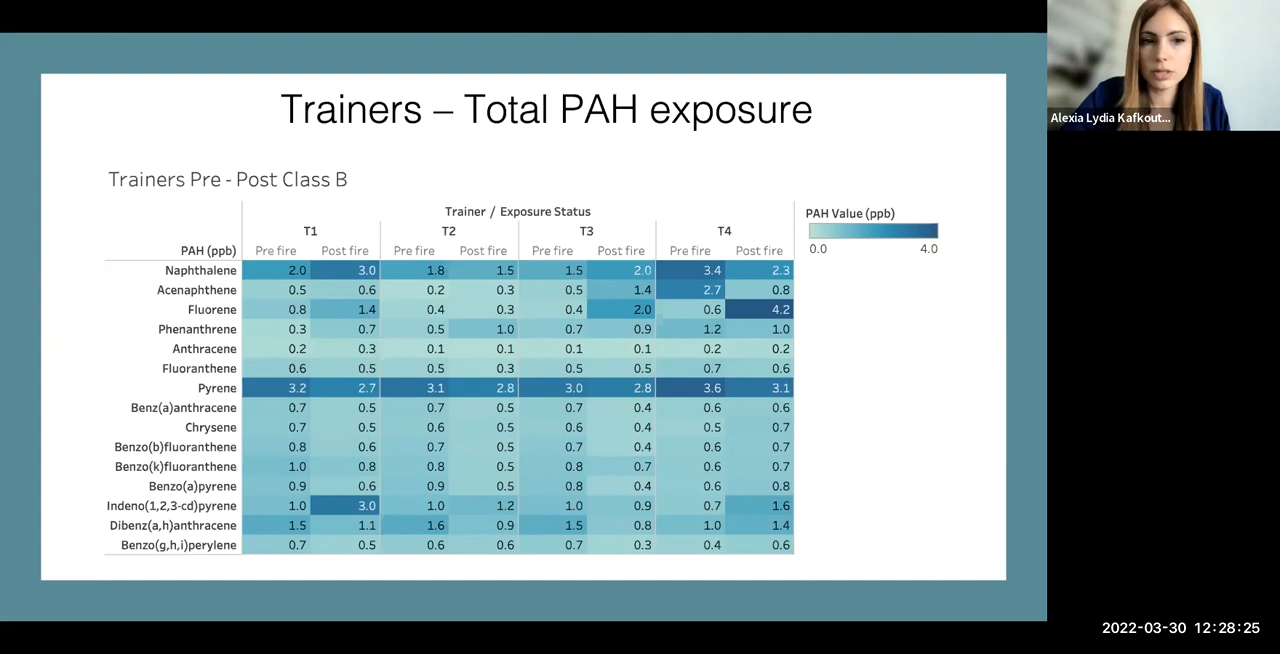 Trainers – Total PAH exposure
Alexia Lydia Kafkout...
Trainers Pre - Post Class B
Trainer / Exposure Status
PAH Value (ppb)
T1 T2 T3 T4
0.0 4.0
PAH (ppb) Pre fire Post fire Pre fire Post fire Pre fire Post fire Pre fire Post fire
Naphthalene 2.0 3.0 1.8 1.5 1.5 2.0 3.4 2.3
Acenaphthene 0.5 0.6 0.2 0.3 0.5 1.4 2.7 0.8
Fluorene 0.8 1.4 0.4 0.3 0.4 2.0 0.6 4.2
Phenanthrene 0.3 0.7 0.5 1.0 0.7 0.9 1.2 1.0
Anthracene 0.2 0.3 0.1 0.1 0.1 0.1 0.2 0.2
Fluoranthene 0.6 0.5 0.5 0.3 0.5 0.5 0.7 0.6
Pyrene 3.2 2.7 3.1 2.8 3.0 2.8 3.6 3.1
Benz(a)anthracene 0.7 0.5 0.7 0.5 0.7 0.4 0.6 0.6
Chrysene 0.7 0.5 0.6 0.5 0.6 0.4 0.5 0.7
Benzo(b)fluoranthene 0.8 0.6 0.7 0.5 0.7 0.4 0.6 0.7
Benzo(k)fluoranthene 1.0 0.8 0.8 0.5 0.8 0.7 0.6 0.7
Benzo(a)pyrene 0.9 0.6 0.9 0.5 0.8 0.4 0.6 0.8
Indeno(1,2,3-cd)pyrene 1.0 3.0 1.0 1.2 1.0 0.9 0.7 1.6
Dibenz(a,h)anthracene 1.5 1.1 1.6 0.9 1.5 0.8 1.0 1.4
Benzo(g,h,i)perylene 0.7 0.5 0.6 0.6 0.7 0.3 0.4 0.6
2022-03-30 12:28:25